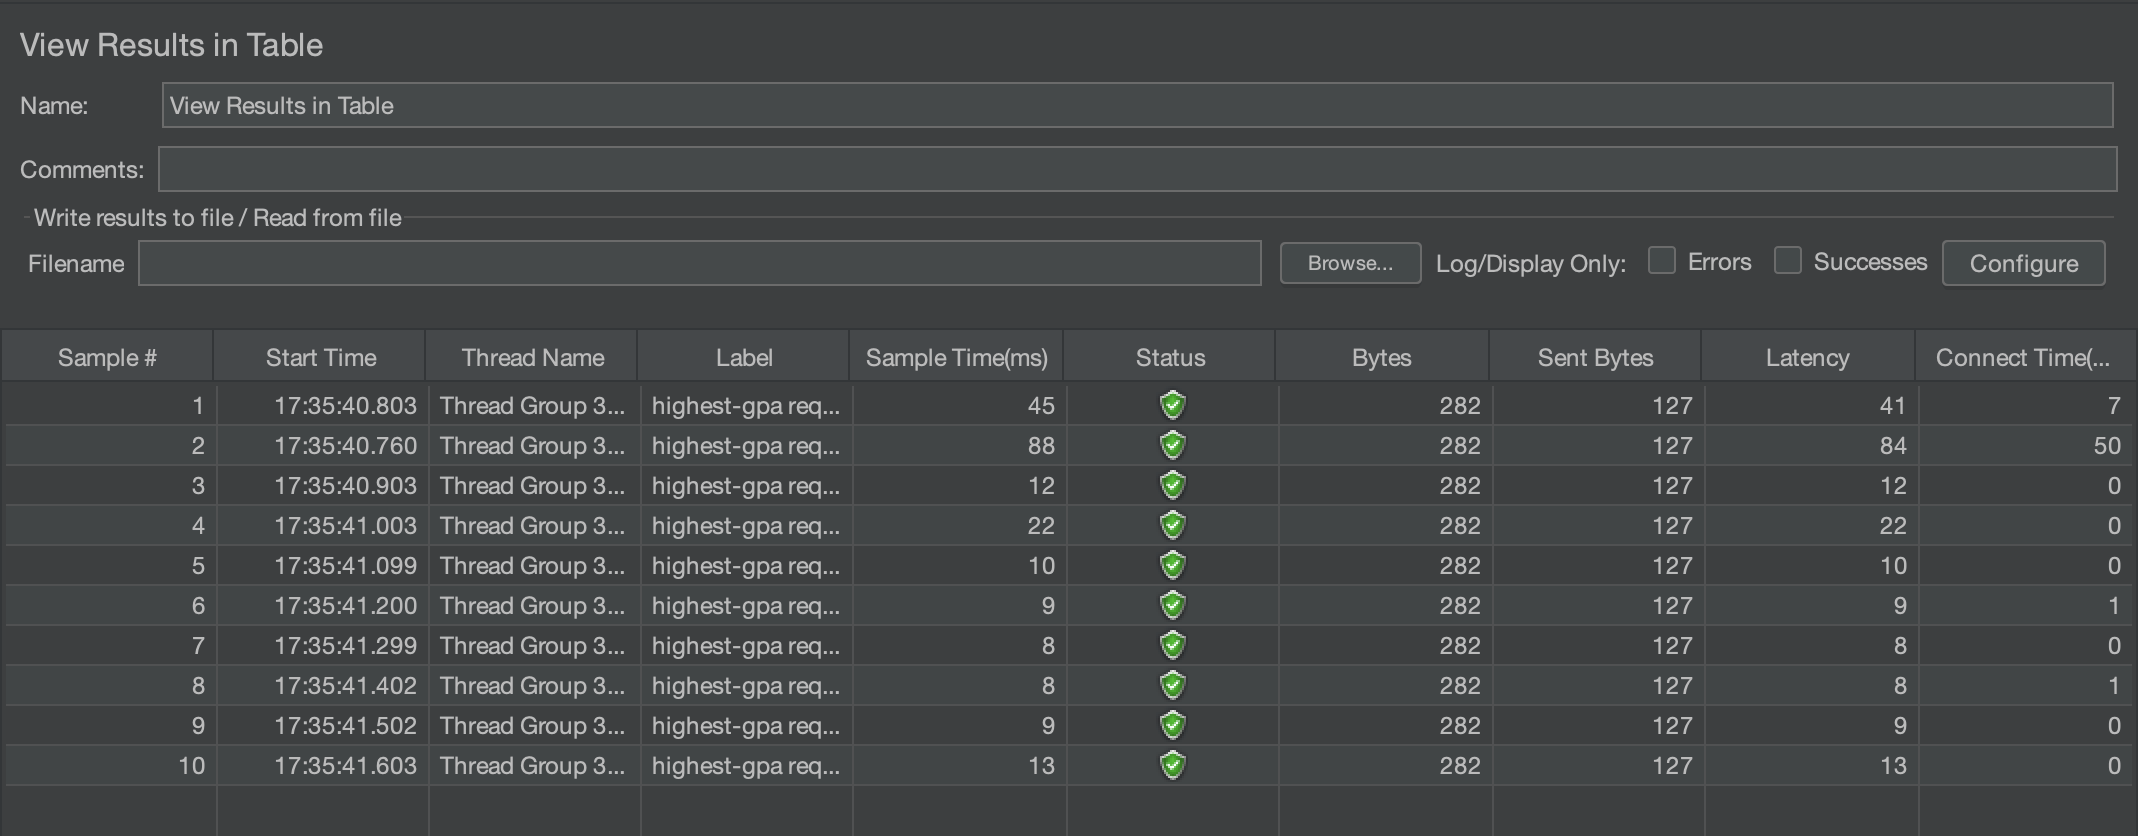 View Results in Table
Name: View Results in Table
Comments:
Write results to file / Read from file
Filename Browse... Log/Display Only: Errors Successes Configure
Sample # Start Time Thread Name Label Sample Time(ms) Status Bytes Sent Bytes Latency Connect Time(...
1 17:35:40.803 Thread Group 3... highest-gpa req... 45 282 127 41 7
2 17:35:40.760 Thread Group 3... highest-gpa req... 88 282 127 84 50
3 17:35:40.903 Thread Group 3... highest-gpa req... 12 282 127 12 0
4 17:35:41.003 Thread Group 3... highest-gpa req... 22 282 127 22 0
5 17:35:41.099 Thread Group 3... highest-gpa req... 10 282 127 10 0
6 17:35:41.200 Thread Group 3... highest-gpa req... 9 282 127 9 1
7 17:35:41.299 Thread Group 3... highest-gpa req... 8 282 127 8 0
8 17:35:41.402 Thread Group 3... highest-gpa req... 8 282 127 8 1
9 17:35:41.502 Thread Group 3... highest-gpa req... 9 282 127 9 0
10 17:35:41.603 Thread Group 3... highest-gpa req... 13 282 127 13 0